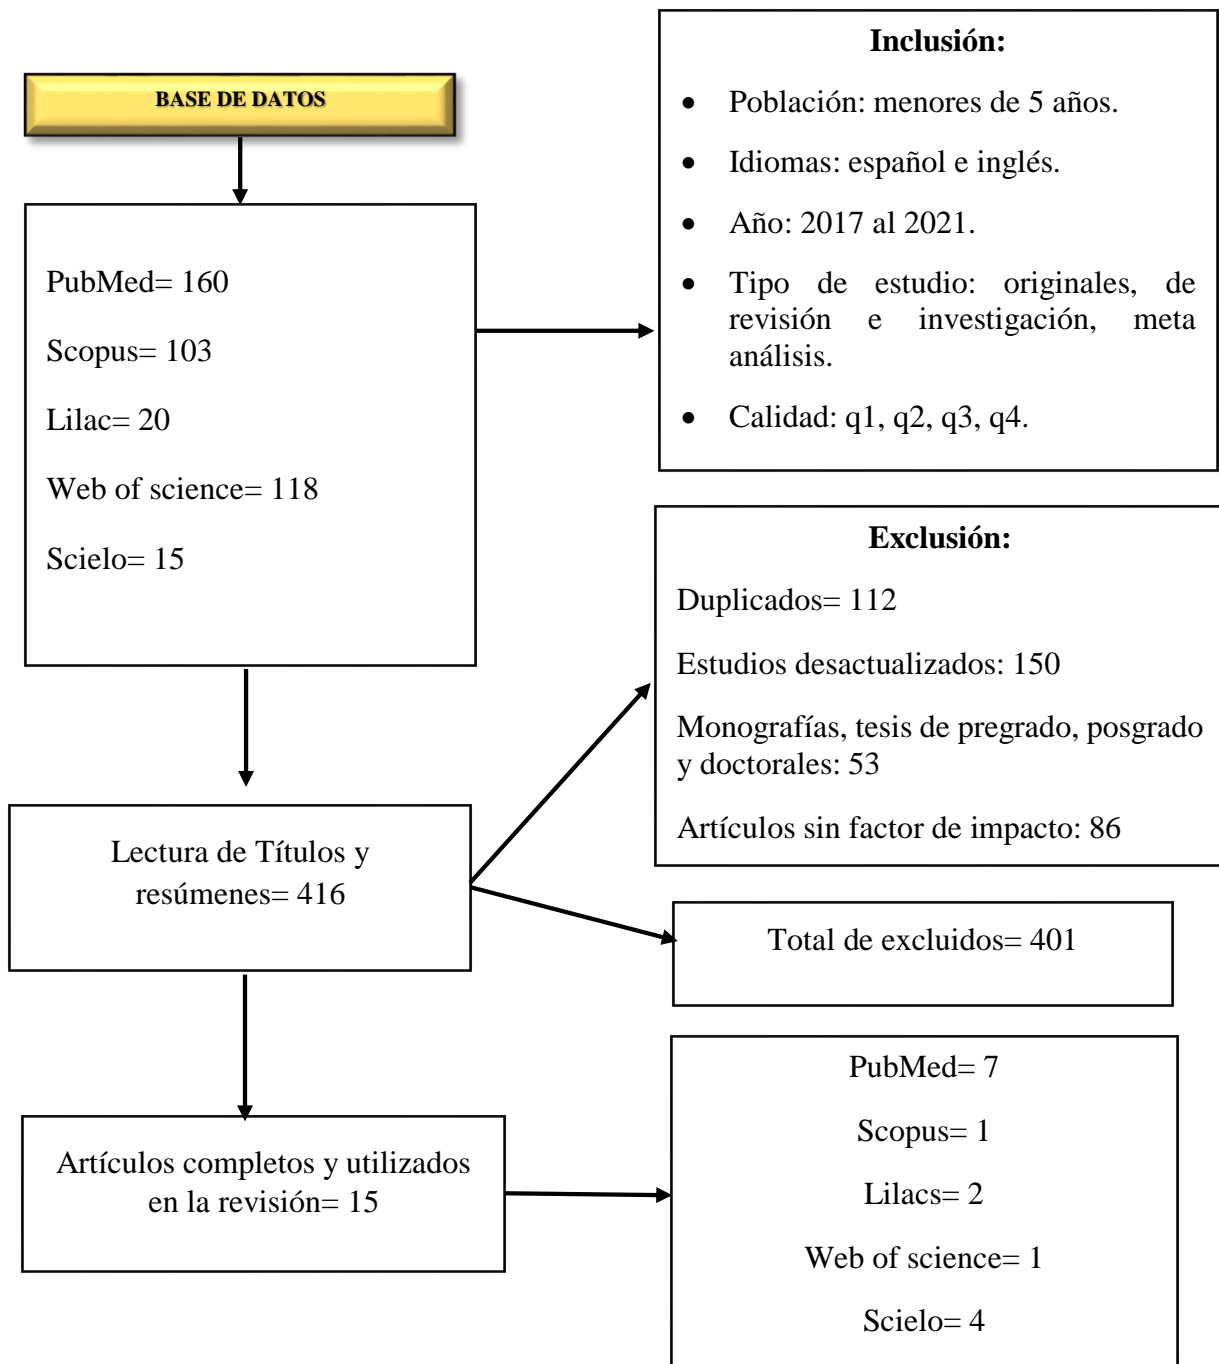 BASE DE DATOS
PubMed= 160
Scopus= 103
Lilac= 20
Web of science= 118
Scielo= 15
Inclusión:
• Población: menores de 5 años.
• Idiomas: español e inglés.
• Año: 2017 al 2021.
• Tipo de estudio: originales, de
revisión e investigación, meta
análisis.
• Calidad: q1, q2, q3, q4.
Exclusión:
Duplicados= 112
Estudios desactualizados: 150
Monografías, tesis de pregrado, posgrado
y doctorales: 53
Artículos sin factor de impacto: 86
Lectura de Títulos y
resúmenes= 416
Total de excluidos= 401
Artículos completos y utilizados
en la revisión= 15
PubMed= 7
Scopus= 1
Lilacs= 2
Web of science= 1
Scielo= 4